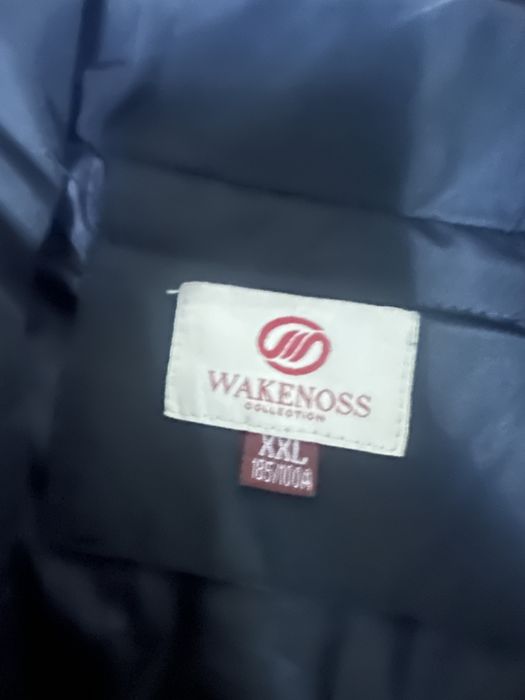 WAKENOSS
COLLECTION
XXL
185/100A